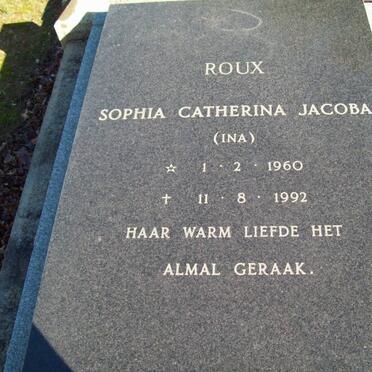 ROUX
SOPHIA CATHERINA JACOBA
(INA)
☆ 1 · 2 · 1960
† 11 · 8 · 1992
HAAR WARM LIEFDE HET
ALMAL GERAAK.